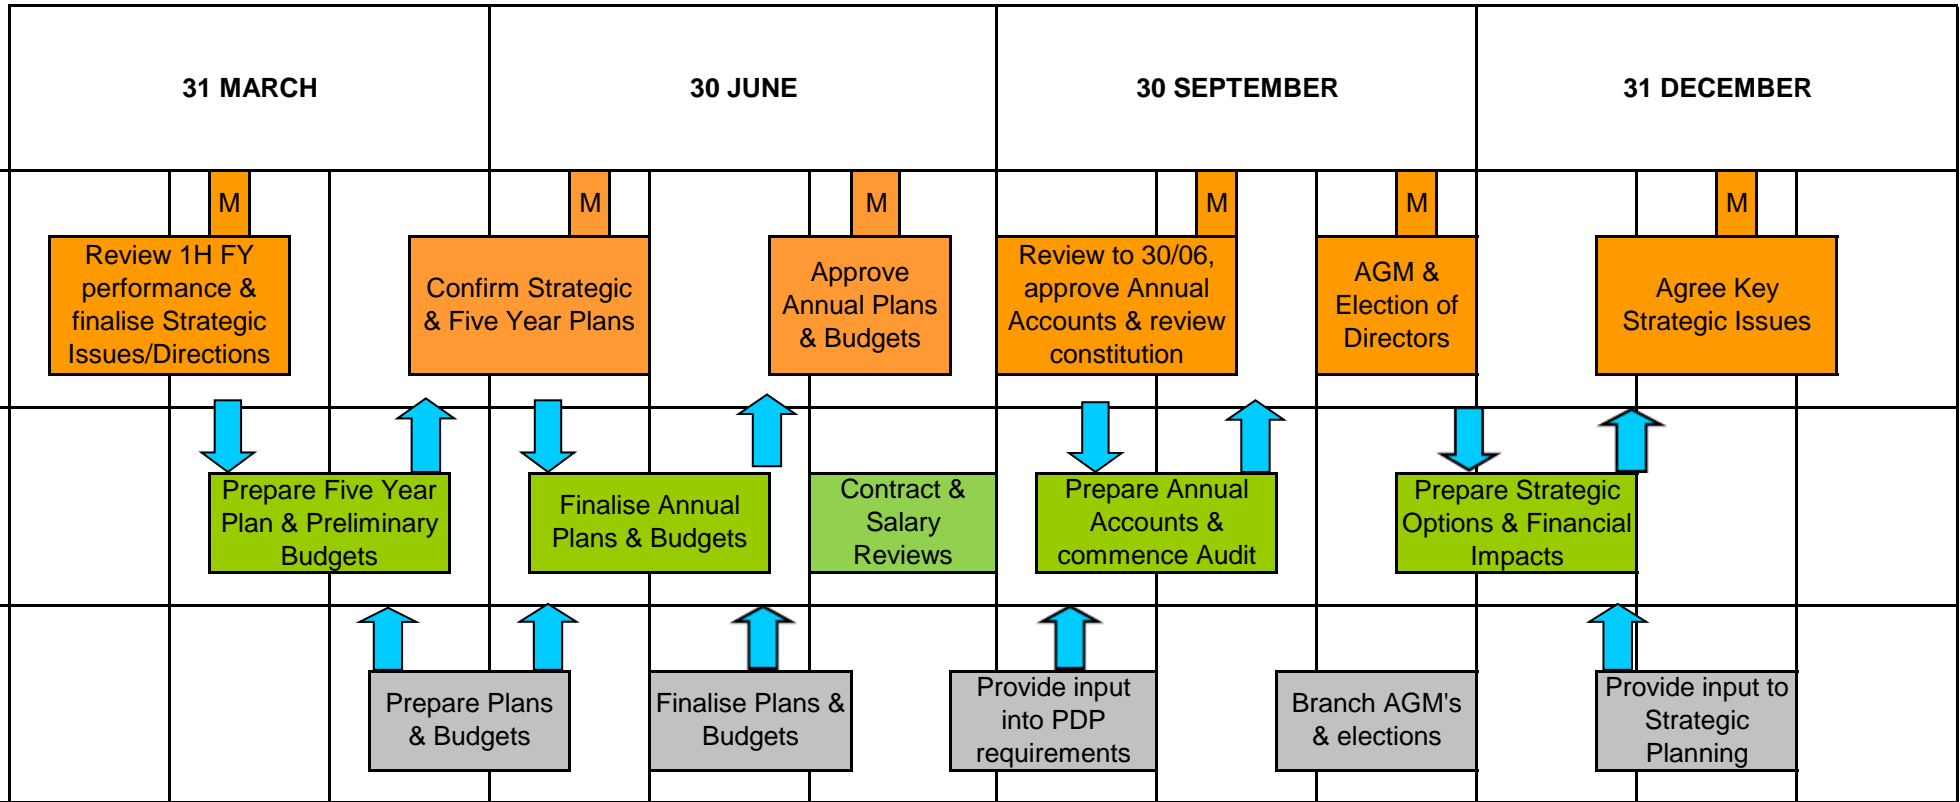 31 MARCH
30 JUNE
30 SEPTEMBER
31 DECEMBER
M
M
M
M
M
M
Review 1H FY
performance &
finalise Strategic
Issues/Directions
Confirm Strategic
& Five Year Plans
Approve
Annual Plans
& Budgets
Review to 30/06,
approve Annual
Accounts & review
constitution
AGM &
Election of
Directors
Agree Key
Strategic Issues
Prepare Five Year
Plan & Preliminary
Budgets
Finalise Annual
Plans & Budgets
Contract &
Salary
Reviews
Prepare Annual
Accounts &
commence Audit
Prepare Strategic
Options & Financial
Impacts
Prepare Plans
& Budgets
Finalise Plans &
Budgets
Provide input
into PDP
requirements
Branch AGM's
& elections
Provide input to
Strategic
Planning